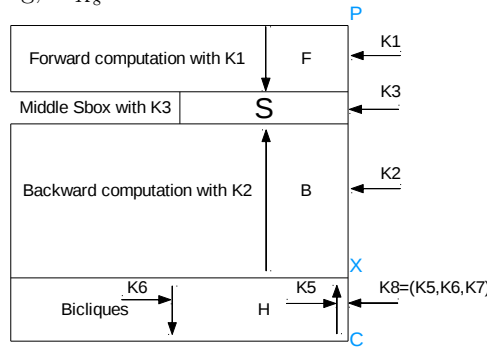 P
Forward computation with K1 F K1
Middle Sbox with K3 S K3
Backward computation with K2 B K2
X
K6 K5 K8=(K5,K6,K7)
Bicliques H
C